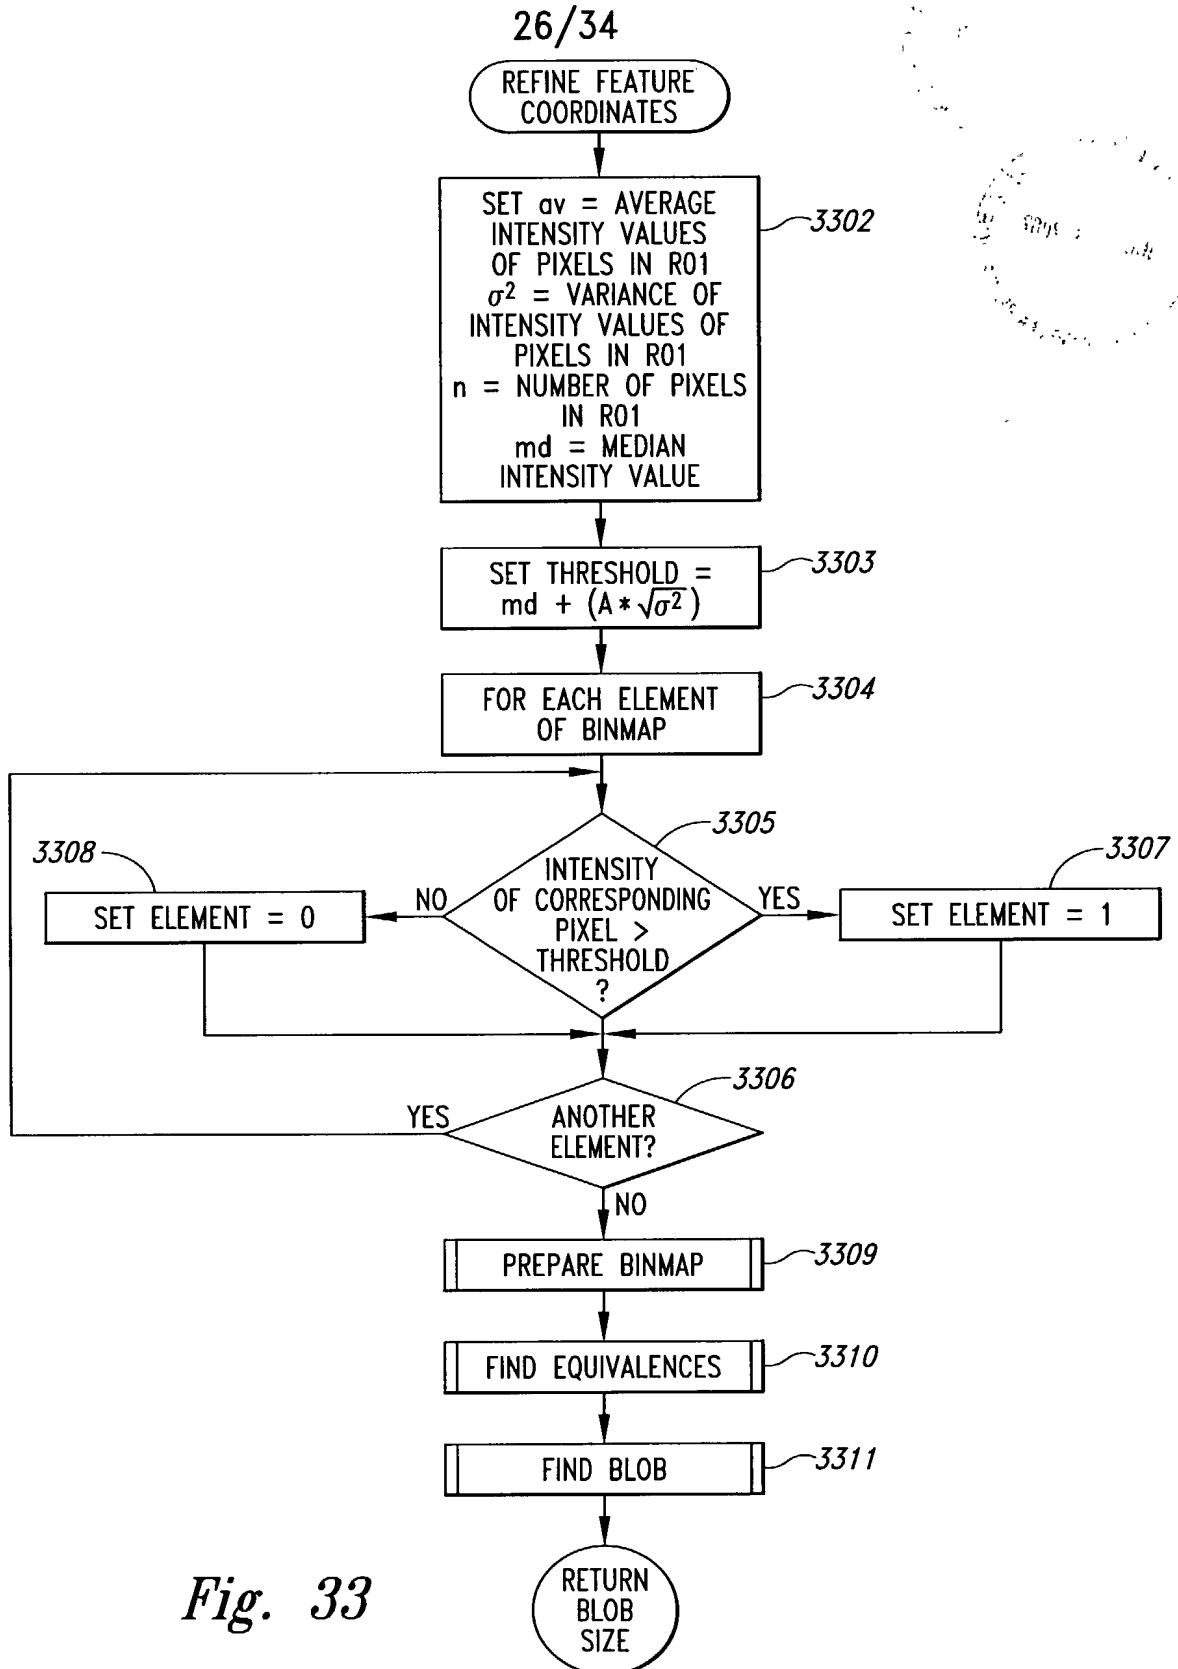 26/34
REFINE FEATURE
COORDINATES
SET av = AVERAGE
INTENSITY VALUES
OF PIXELS IN R01
σ² = VARIANCE OF
INTENSITY VALUES OF
PIXELS IN R01
n = NUMBER OF PIXELS
IN R01
md = MEDIAN
INTENSITY VALUE
3302
SET THRESHOLD =
md + (A*√σ²)
3303
FOR EACH ELEMENT
OF BINMAP
3304
INTENSITY
OF CORRESPONDING
PIXEL >
THRESHOLD
?
3305
NO
YES
3308
SET ELEMENT = 0
3307
SET ELEMENT = 1
ANOTHER
ELEMENT?
3306
YES
NO
PREPARE BINMAP
3309
FIND EQUIVALENCES
3310
FIND BLOB
3311
RETURN
BLOB
SIZE
Fig. 33